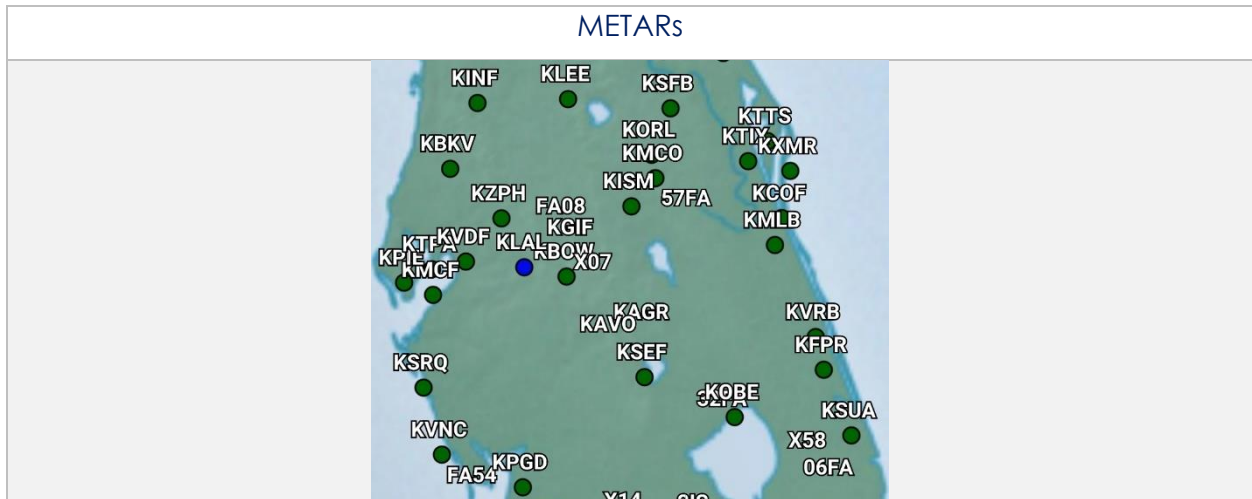 METARs
KINF
KLEE
KSFB
KTTS
KORL
KTIX
KBKV
KXMR
KMCO
KISM
KZPH
KCOF
57FA
FA08
KMLB
KGIF
KVDF
KTPA
KLAL
KBOW
KPIE
X07
KMCF
KAGR
KVRB
KAVO
KFPR
KSEF
KSRQ
KOBE
KSUA
KVNC
X58
KPGD
06FA
FA54
X14